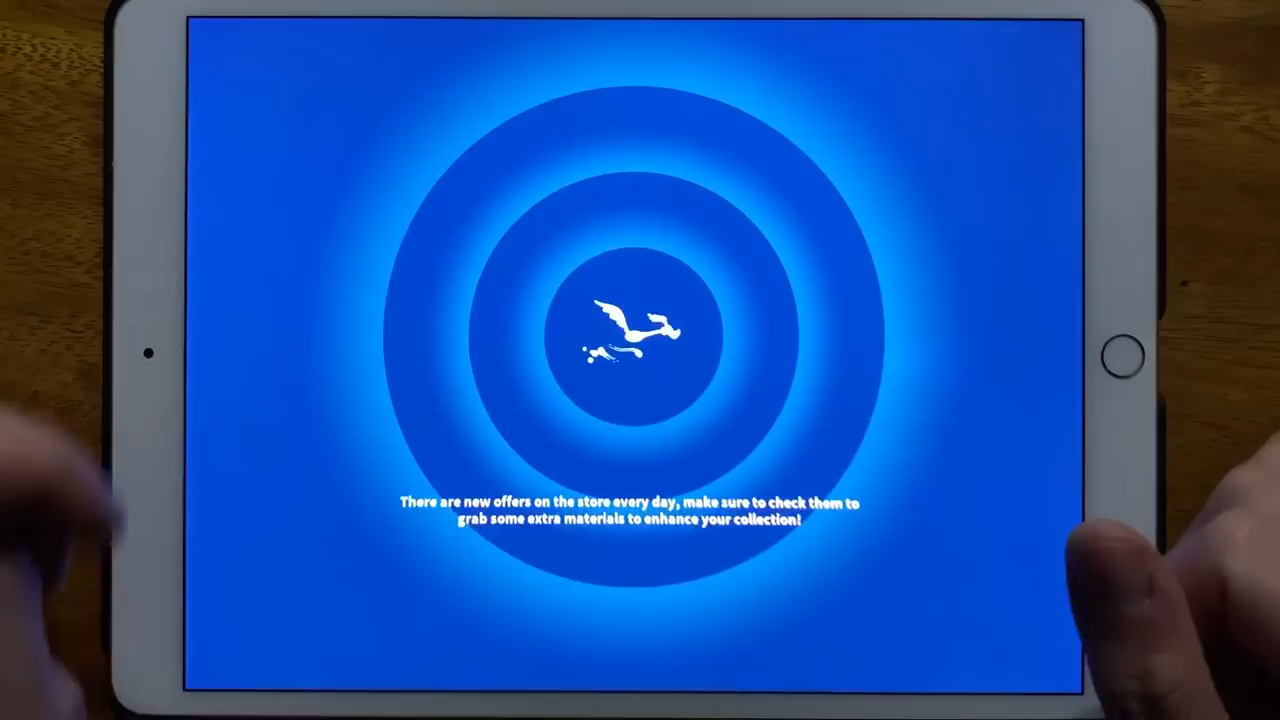 There are new offers on the store every day, make sure to check them to
grab some extra materials to enhance your collection!